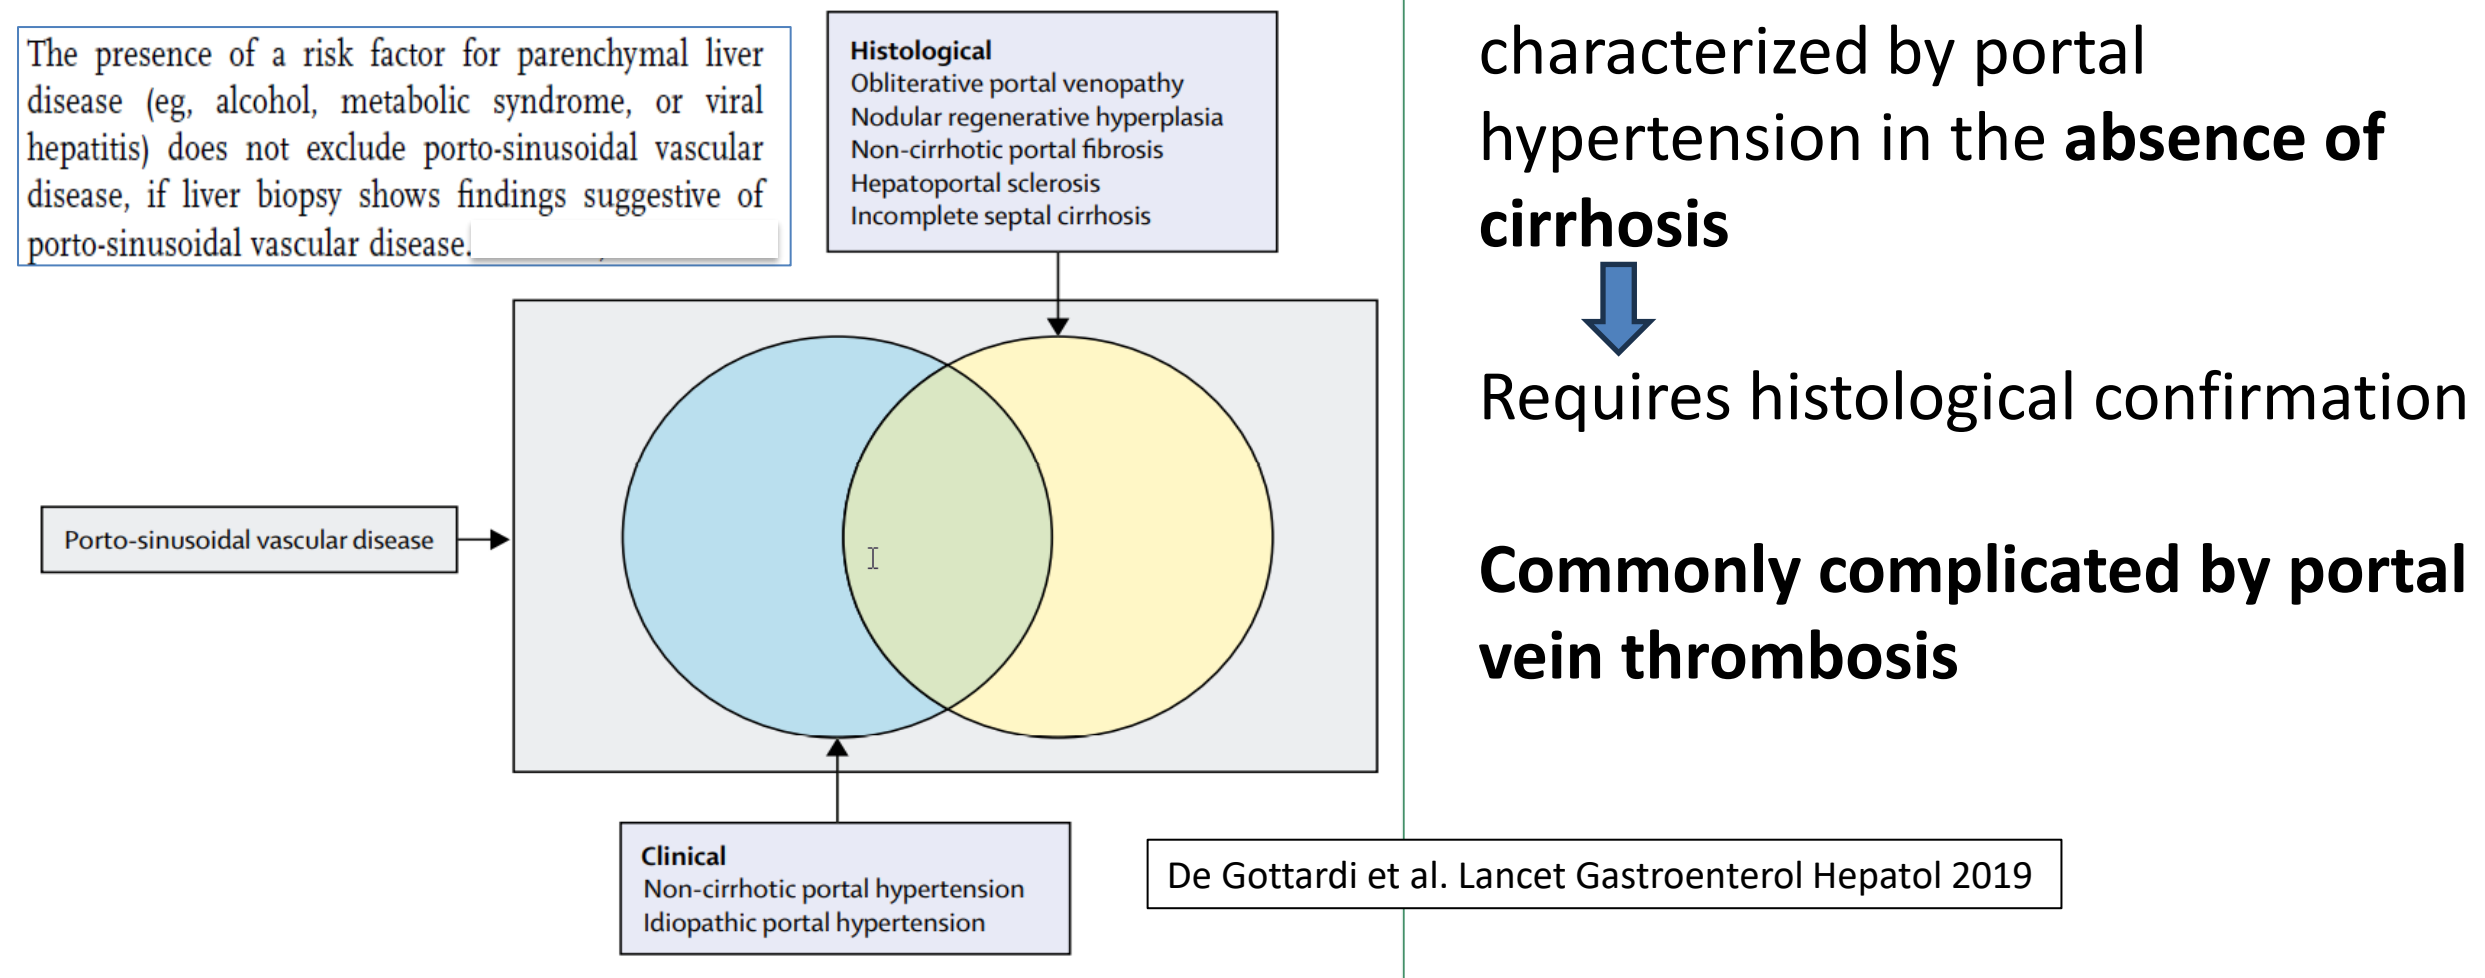 The presence of a risk factor for parenchymal liver
disease (eg, alcohol, metabolic syndrome, or viral
hepatitis) does not exclude porto-sinusoidal vascular
disease, if liver biopsy shows findings suggestive of
porto-sinusoidal vascular disease.
Histological
Obliterative portal venopathy
Nodular regenerative hyperplasia
Non-cirrhotic portal fibrosis
Hepatoportal sclerosis
Incomplete septal cirrhosis
Porto-sinusoidal vascular disease
Clinical
Non-cirrhotic portal hypertension
Idiopathic portal hypertension
characterized by portal
hypertension in the absence of
cirrhosis
Requires histological confirmation
Commonly complicated by portal
vein thrombosis
De Gottardi et al. Lancet Gastroenterol Hepatol 2019